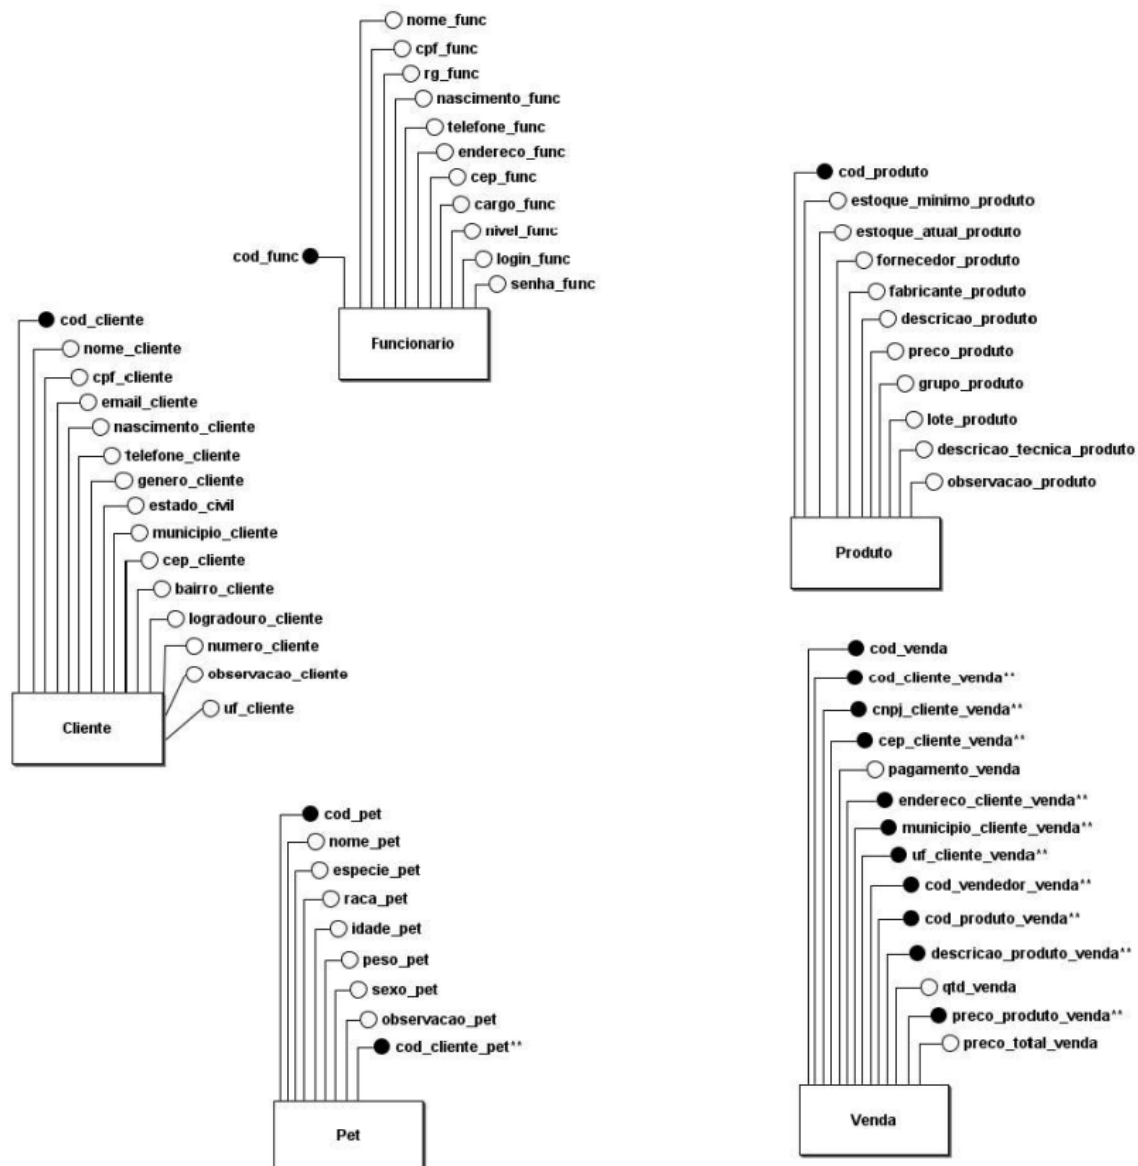 nome_func
cpf_func
rg_func
nascimento_func
telefone_func
endereco_func
cep_func
cargo_func
nivel_func
login_func
senha_func
cod_func
Funcionario
cod_cliente
nome_cliente
cpf_cliente
email_cliente
nascimento_cliente
telefone_cliente
genero_cliente
estado_civil
municipio_cliente
cep_cliente
bairro_cliente
logradouro_cliente
numero_cliente
observacao_cliente
uf_cliente
Cliente
cod_produto
estoque_minimo_produto
estoque_atual_produto
fornecedor_produto
fabricante_produto
descricao_produto
preco_produto
grupo_produto
lote_produto
descricao_tecnica_produto
observacao_produto
Produto
cod_pet
nome_pet
especie_pet
raca_pet
idade_pet
peso_pet
sexo_pet
observacao_pet
cod_cliente_pet**
Pet
cod_venda
cod_cliente_venda**
cnpj_cliente_venda**
cep_cliente_venda**
pagamento_venda
endereco_cliente_venda**
municipio_cliente_venda**
uf_cliente_venda**
cod_vendedor_venda**
cod_produto_venda**
descricao_produto_venda**
qtd_venda
preco_produto_venda**
preco_total_venda
Venda